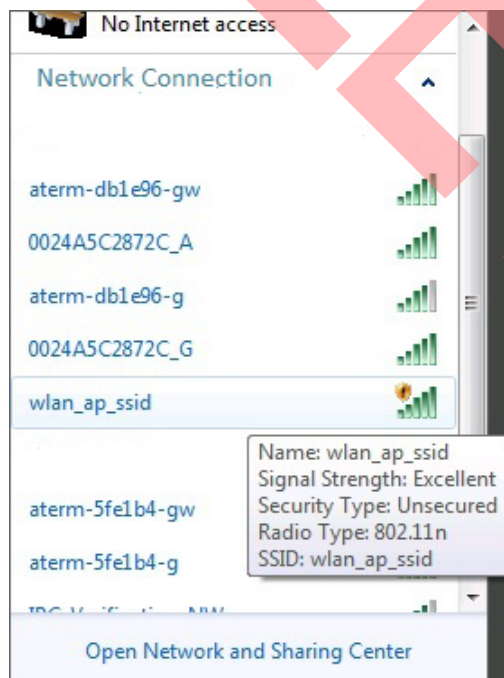 No Internet access
Network Connection
aterm-db1e96-gw
0024A5C2872C_A
aterm-db1e96-g
0024A5C2872C_G
wlan_ap_ssid
Name: wlan_ap_ssid
Signal Strength: Excellent
aterm-5fe1b4-gw
Security Type: Unsecured
Radio Type: 802.11n
aterm-5fe1b4-g
SSID: wlan_ap_ssid
Open Network and Sharing Center